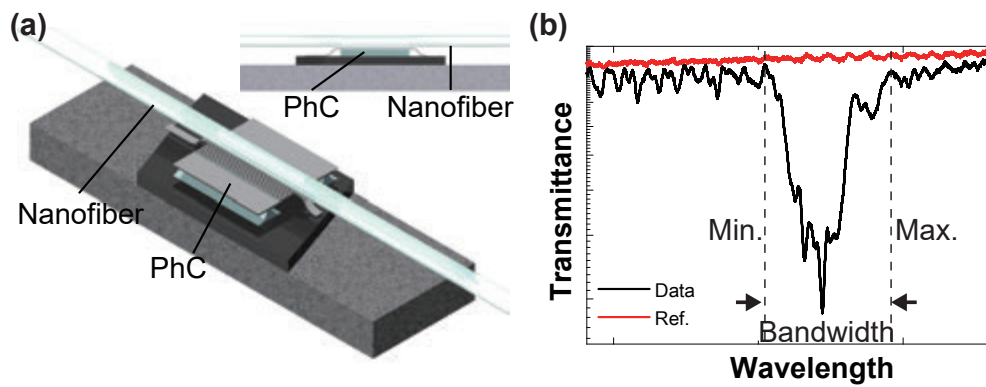 (a)
PhC
Nanofiber
Nanofiber
PhC
(b)
Transmittance
Min.
Max.
Data
Ref.
Bandwidth
Wavelength